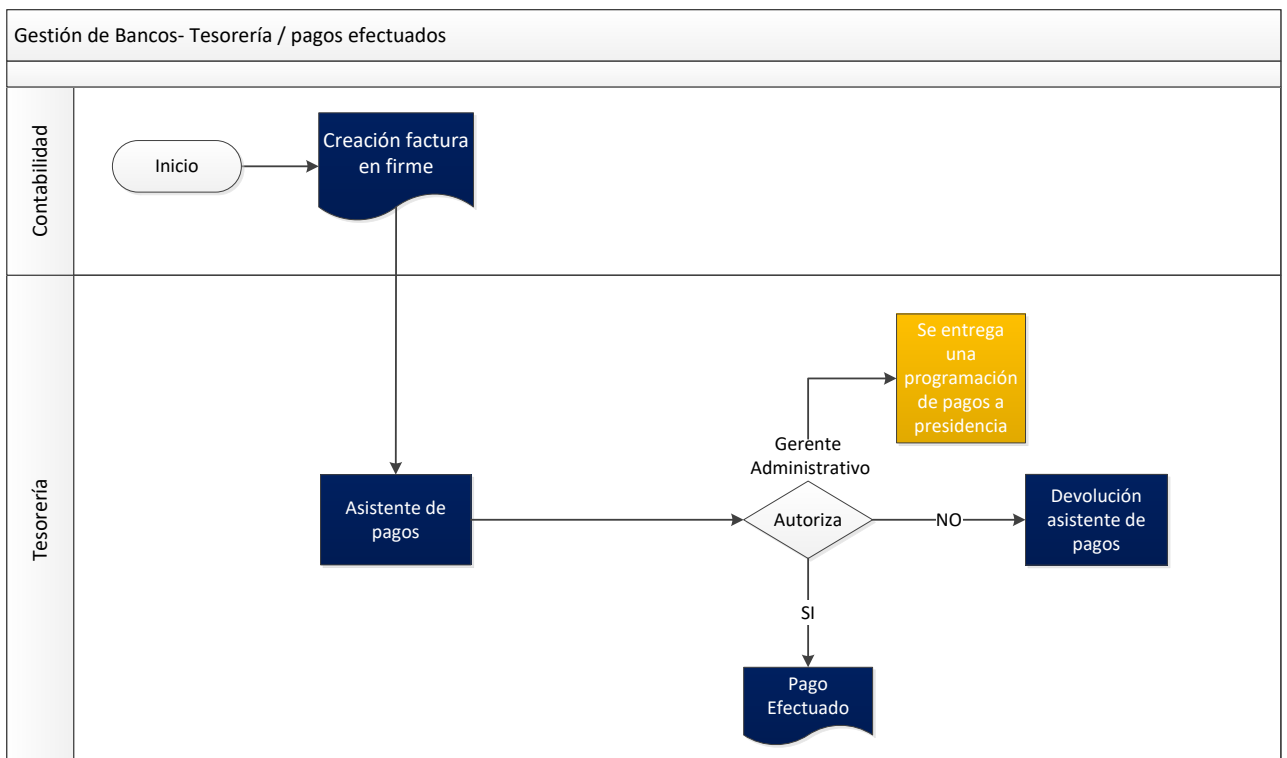 Gestión de Bancos- Tesorería / pagos efectuados
Contabilidad
Inicio
Creación factura
en firme
Tesorería
Se entrega
una
programación
de pagos a
presidencia
Gerente
Administrativo
Asistente de
pagos
Autoriza
NO
Devolución
asistente de
pagos
SI
Pago
Efectuado